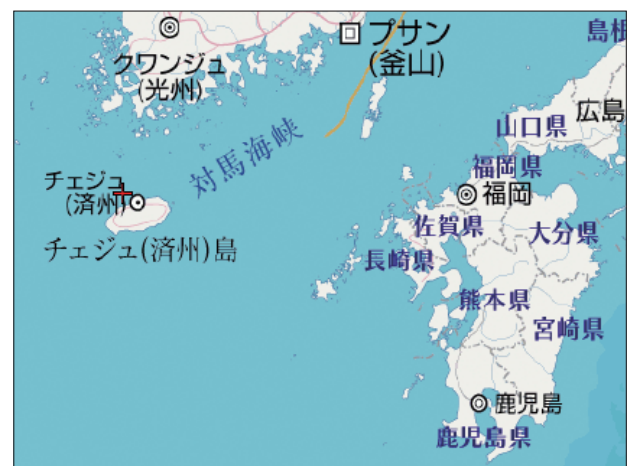 島根
プサン
(釜山)
クワンジュ
(光州)
広島
山口県
対馬海峡
福岡県
チェジュ
(済州)
福岡
佐賀県
大分県
チェジュ(済州)島
長崎県
熊本県
宮崎県
鹿児島
鹿児島県